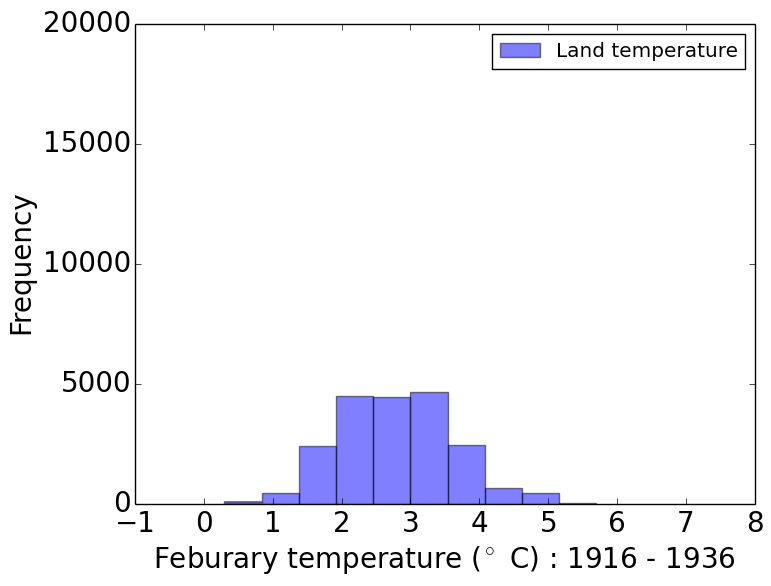 20000
Land temperature
15000
Frequency
10000
5000
0
−1 0 1 2 3 4 5 6 7 8
Feburary temperature (° C) : 1916 - 1936